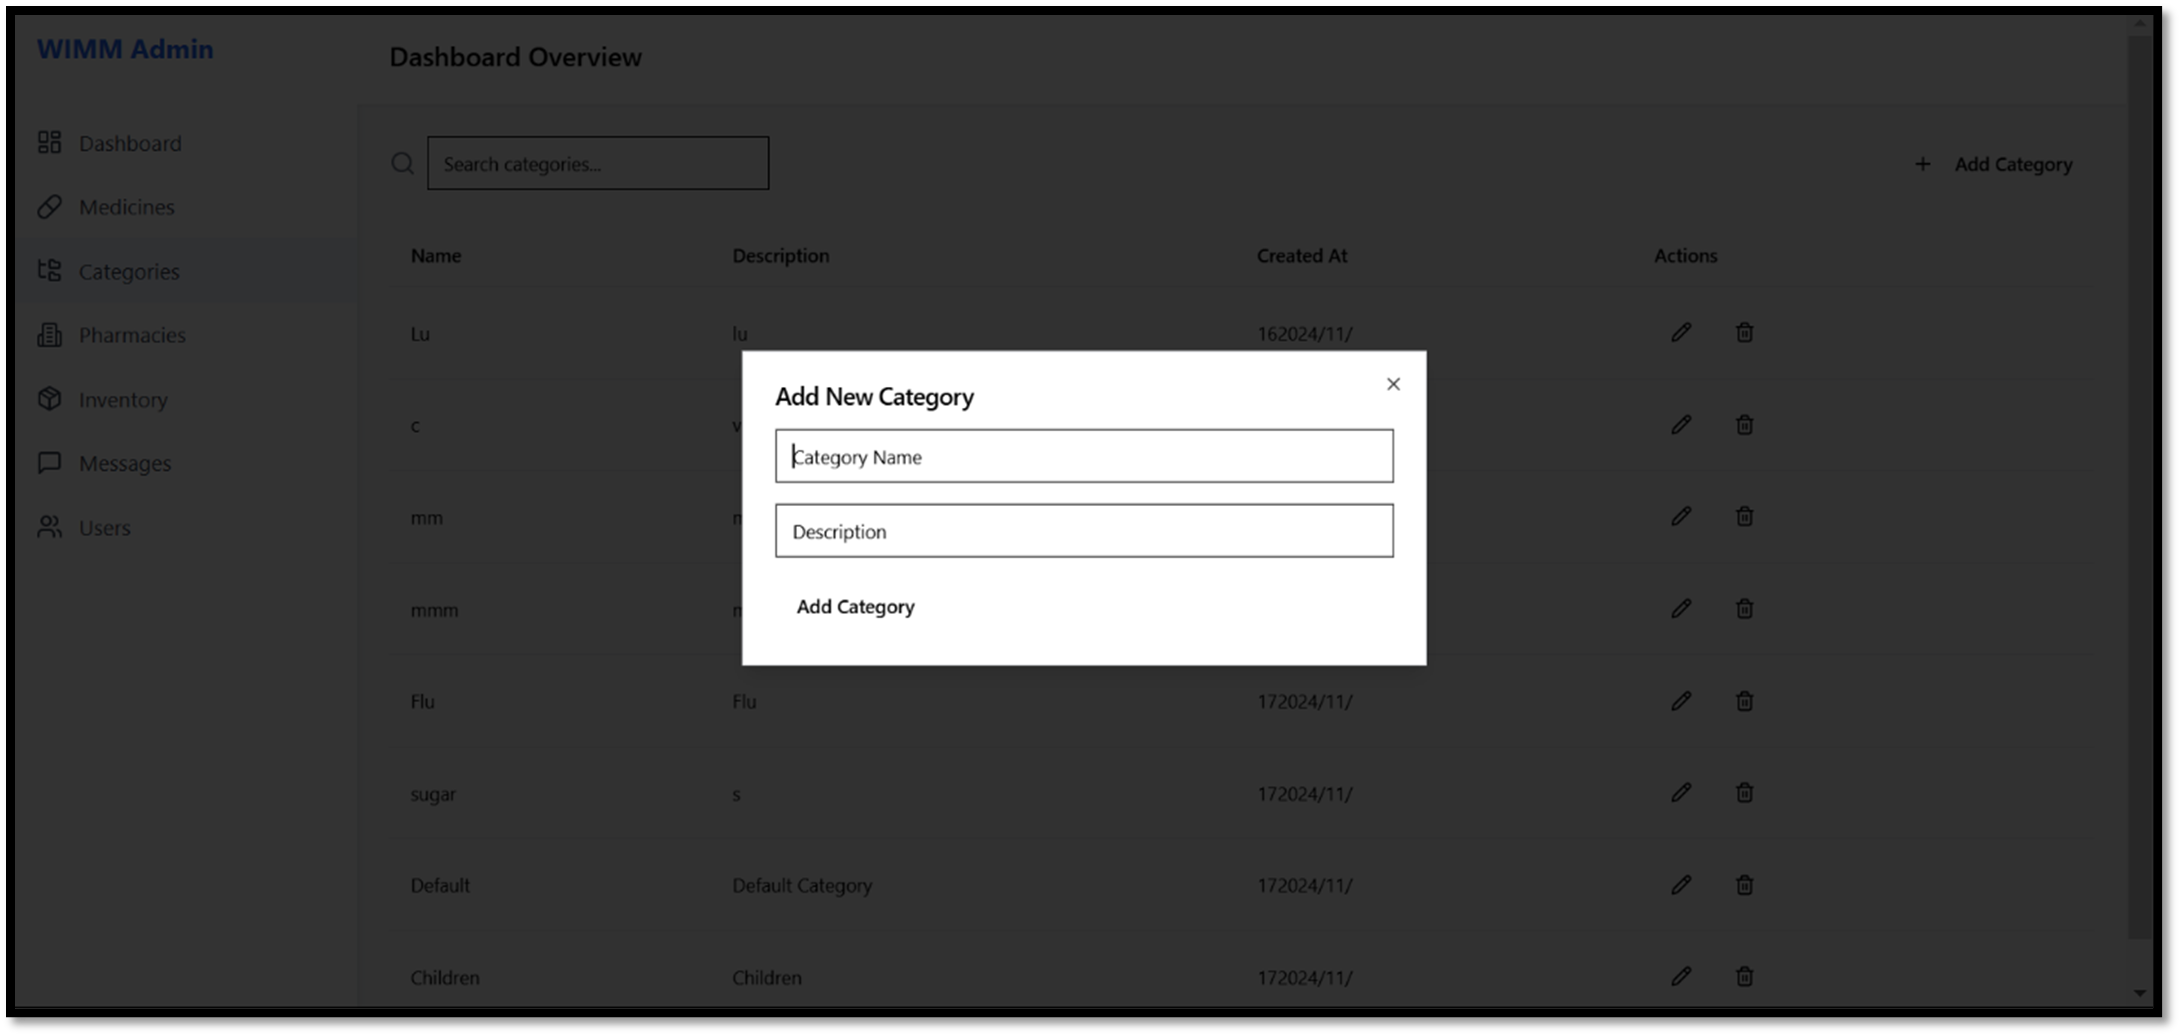 WIMM Admin
Dashboard Overview
Dashboard
Medicines
Categories
Pharmacies
Inventory
Messages
Users
Search categories...
+ Add Category
Name Description Created At Actions
Lu lu 162024/11/
c v
mm
mmm
Flu Flu 172024/11/
sugar s 172024/11/
Default Default Category 172024/11/
Children Children 172024/11/
Add New Category
Category Name
Description
Add Category